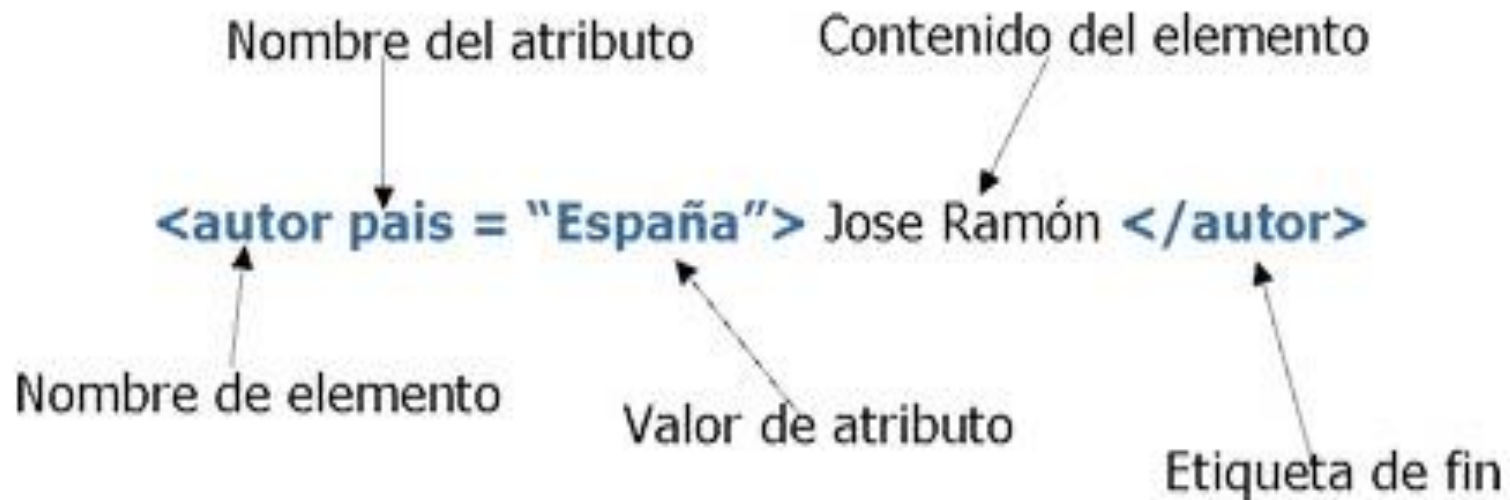 Nombre del atributo
Contenido del elemento
<autor pais = “España”> Jose Ramón </autor>
Nombre de elemento
Valor de atributo
Etiqueta de fin